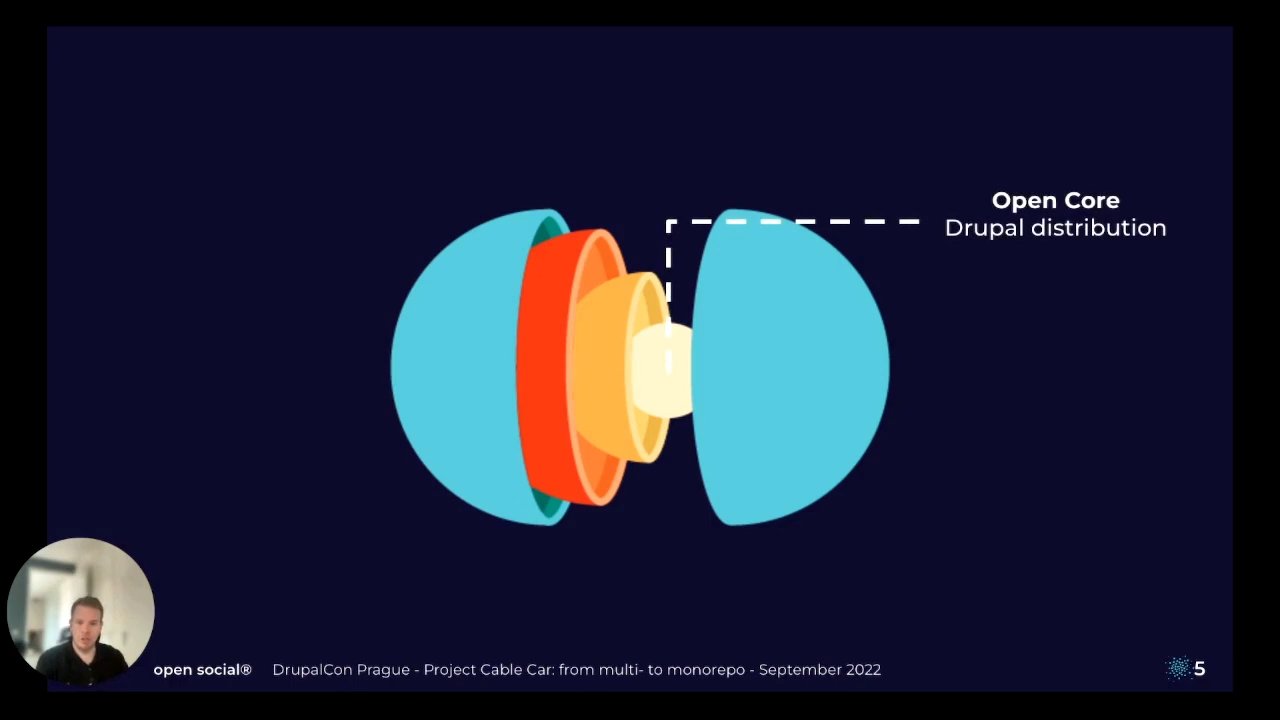 Open Core
Drupal distribution
open social® DrupalCon Prague - Project Cable Car: from multi- to monorepo - September 2022 5